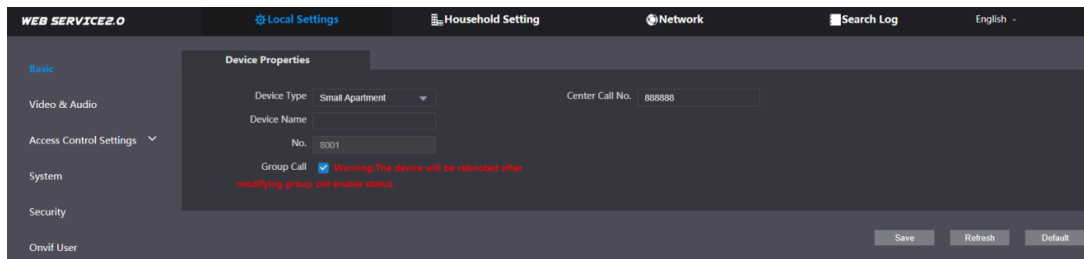 WEB SERVICE2.0
Local Settings
Household Setting
Network
Search Log
English
Basic
Video & Audio
Access Control Settings
System
Security
Onvif User
Device Properties
Device Type Small Apartment
Center Call No. 888888
Device Name
No. 8001
Group Call Warning:The device will be rebooted after
modifying group call enable status.
Save
Refresh
Default